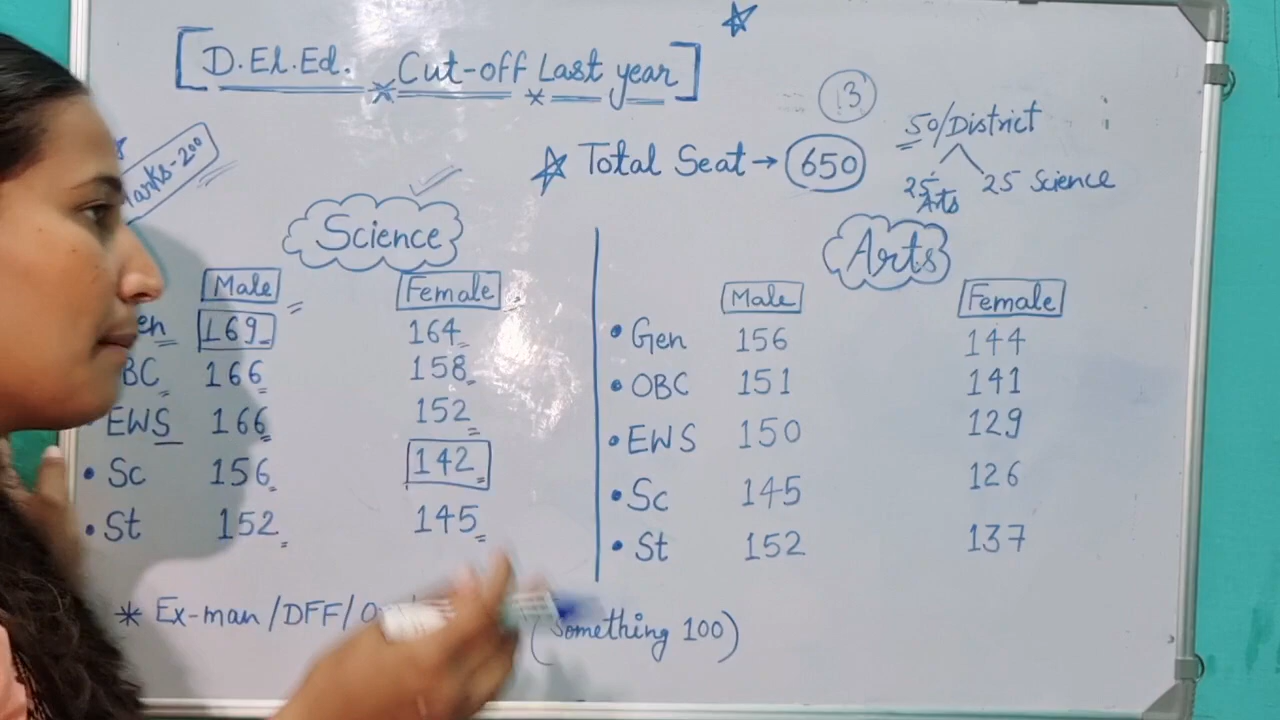 [D.El.Ed. Cut-off Last year]
13
50/District
25 Arts 25 Science
Total Seat → 650
Marks-200
Science
Male Female
169 164
166 158
EWS 166 152
• Sc 156 142
• St 152 145
Arts
Male Female
• Gen 156 144
• OBC 151 141
• EWS 150 129
• Sc 145 126
• St 152 137
* Ex-man/DFF/
(Something 100)